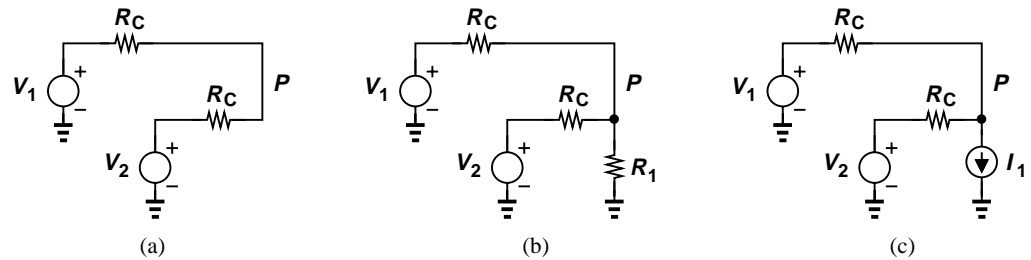 R_C
V_1 + −
P
R_C
V_2 + −
(a)
R_C
V_1 + −
P
R_C
V_2 + −
R_1
(b)
R_C
V_1 + −
P
R_C
V_2 + −
I_1
(c)